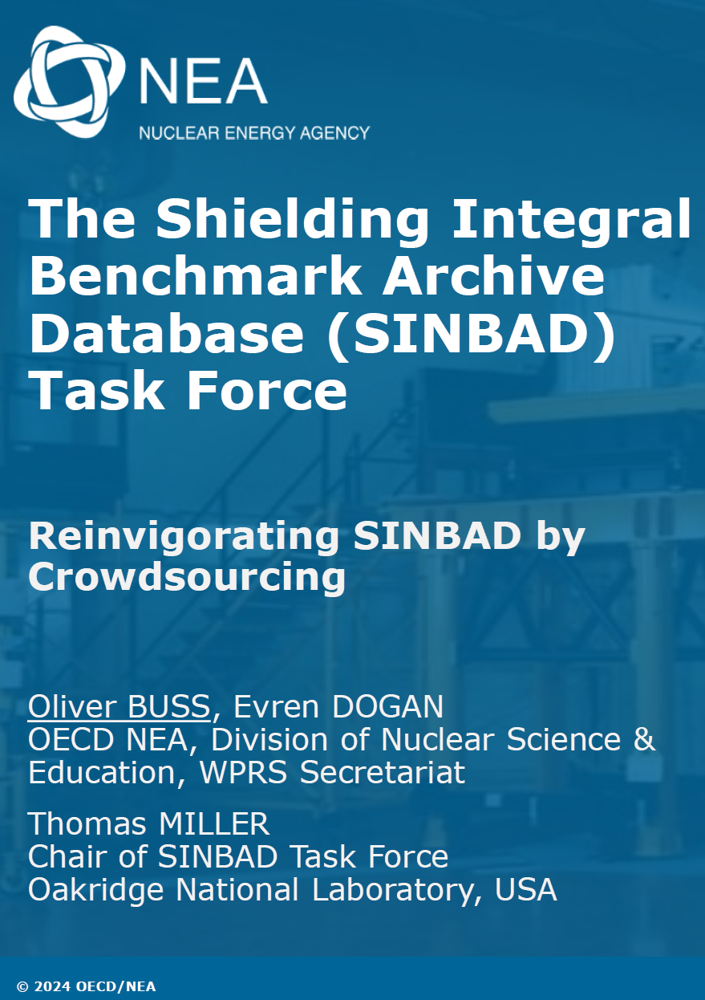 NEA
NUCLEAR ENERGY AGENCY
The Shielding Integral
Benchmark Archive
Database (SINBAD)
Task Force
Reinvigorating SINBAD by
Crowdsourcing
Oliver BUSS, Evren DOGAN
OECD NEA, Division of Nuclear Science &
Education, WPRS Secretariat
Thomas MILLER
Chair of SINBAD Task Force
Oakridge National Laboratory, USA
© 2024 OECD/NEA